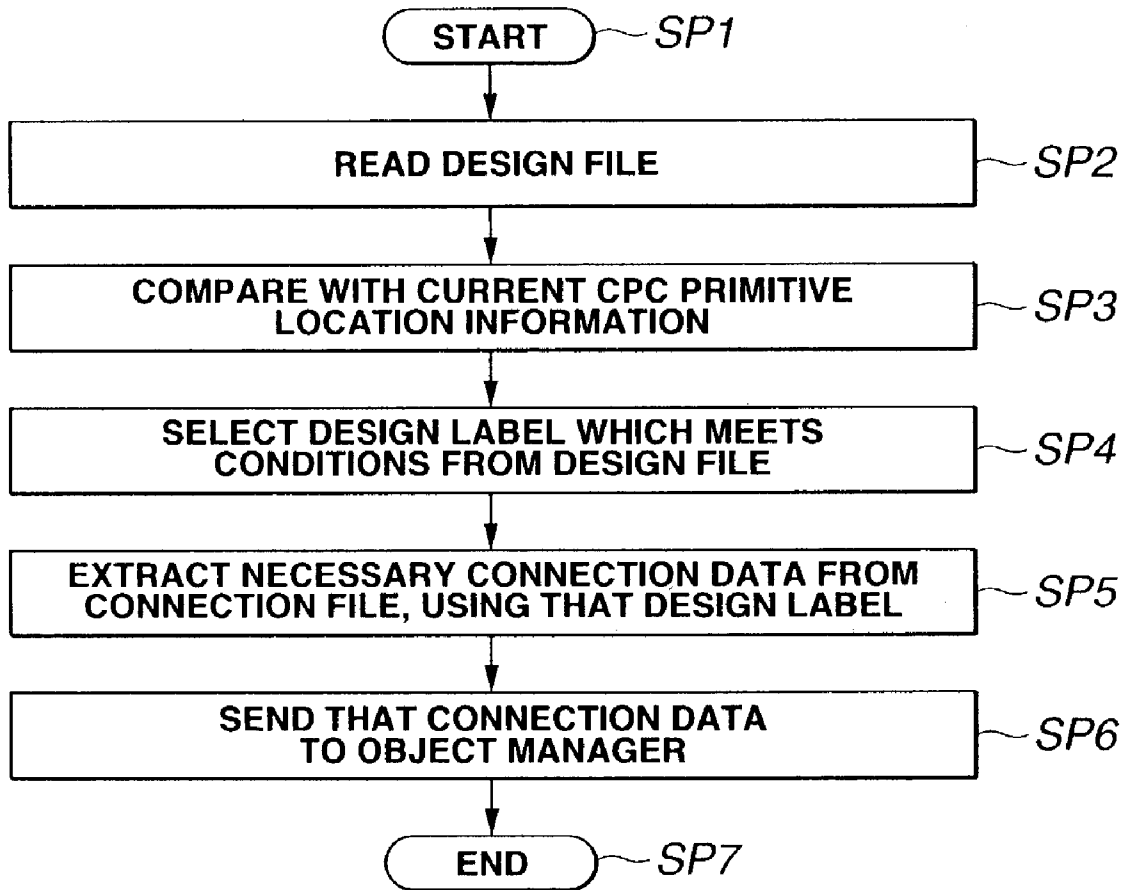 START SP1
READ DESIGN FILE SP2
COMPARE WITH CURRENT CPC PRIMITIVE
LOCATION INFORMATION SP3
SELECT DESIGN LABEL WHICH MEETS
CONDITIONS FROM DESIGN FILE SP4
EXTRACT NECESSARY CONNECTION DATA FROM
CONNECTION FILE, USING THAT DESIGN LABEL SP5
SEND THAT CONNECTION DATA
TO OBJECT MANAGER SP6
END SP7